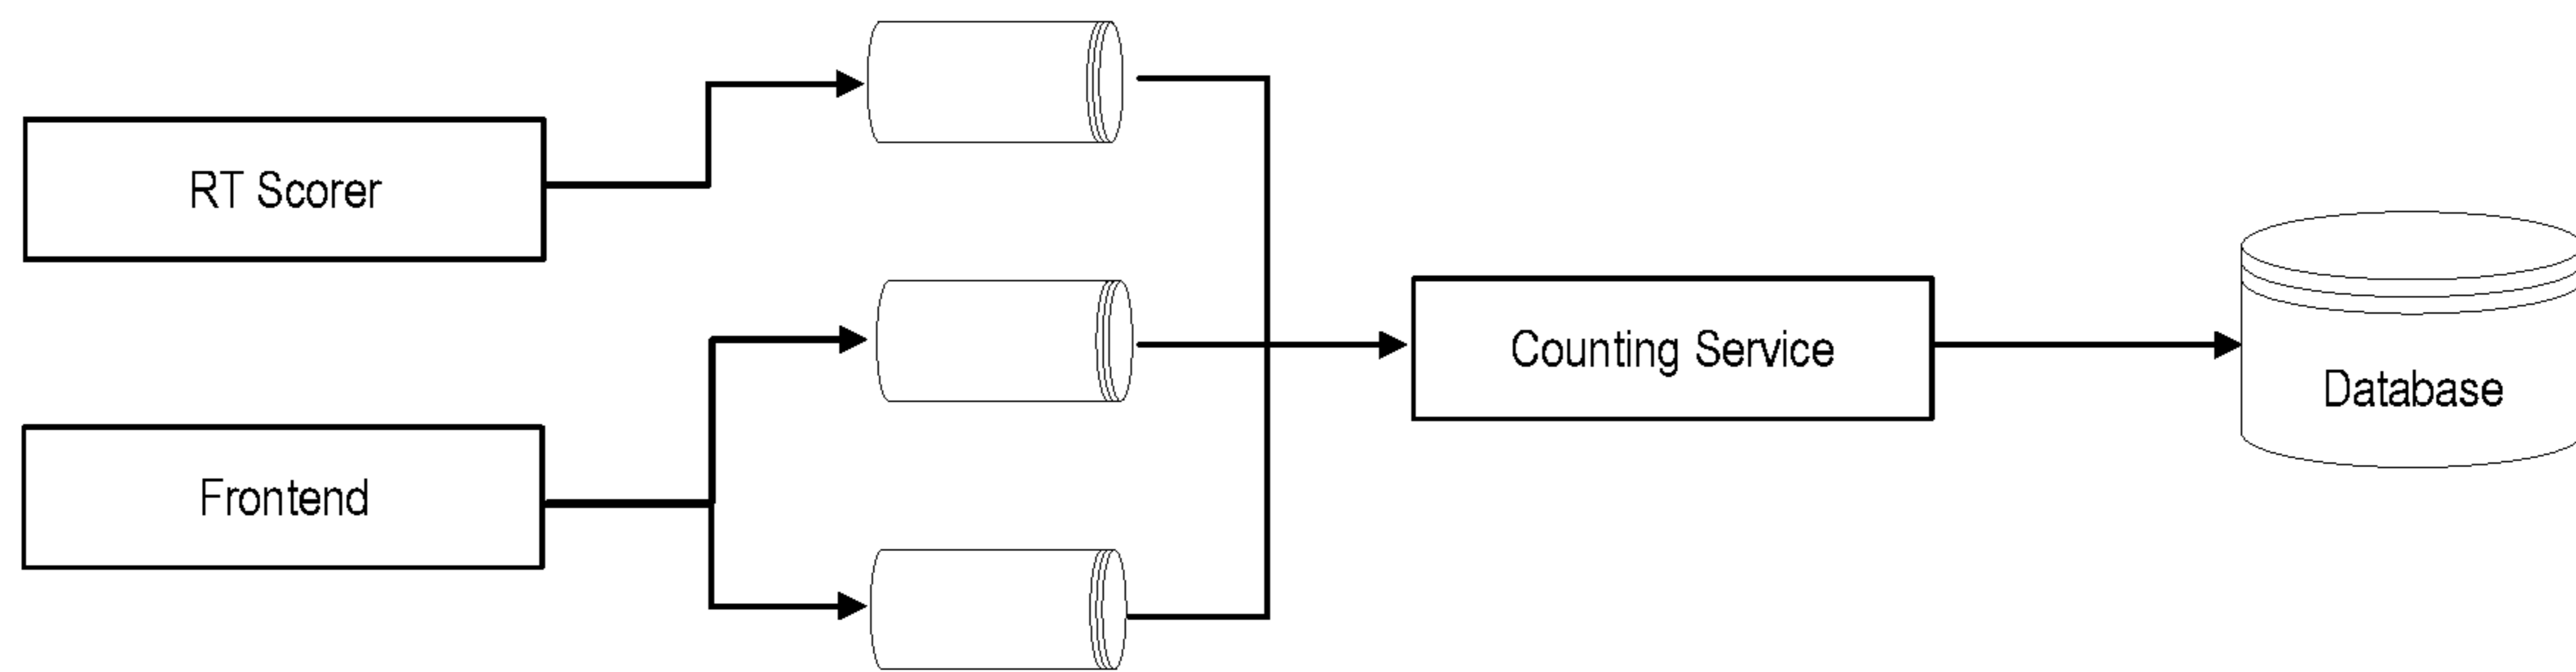 RT Scorer
Frontend
Counting Service
Database